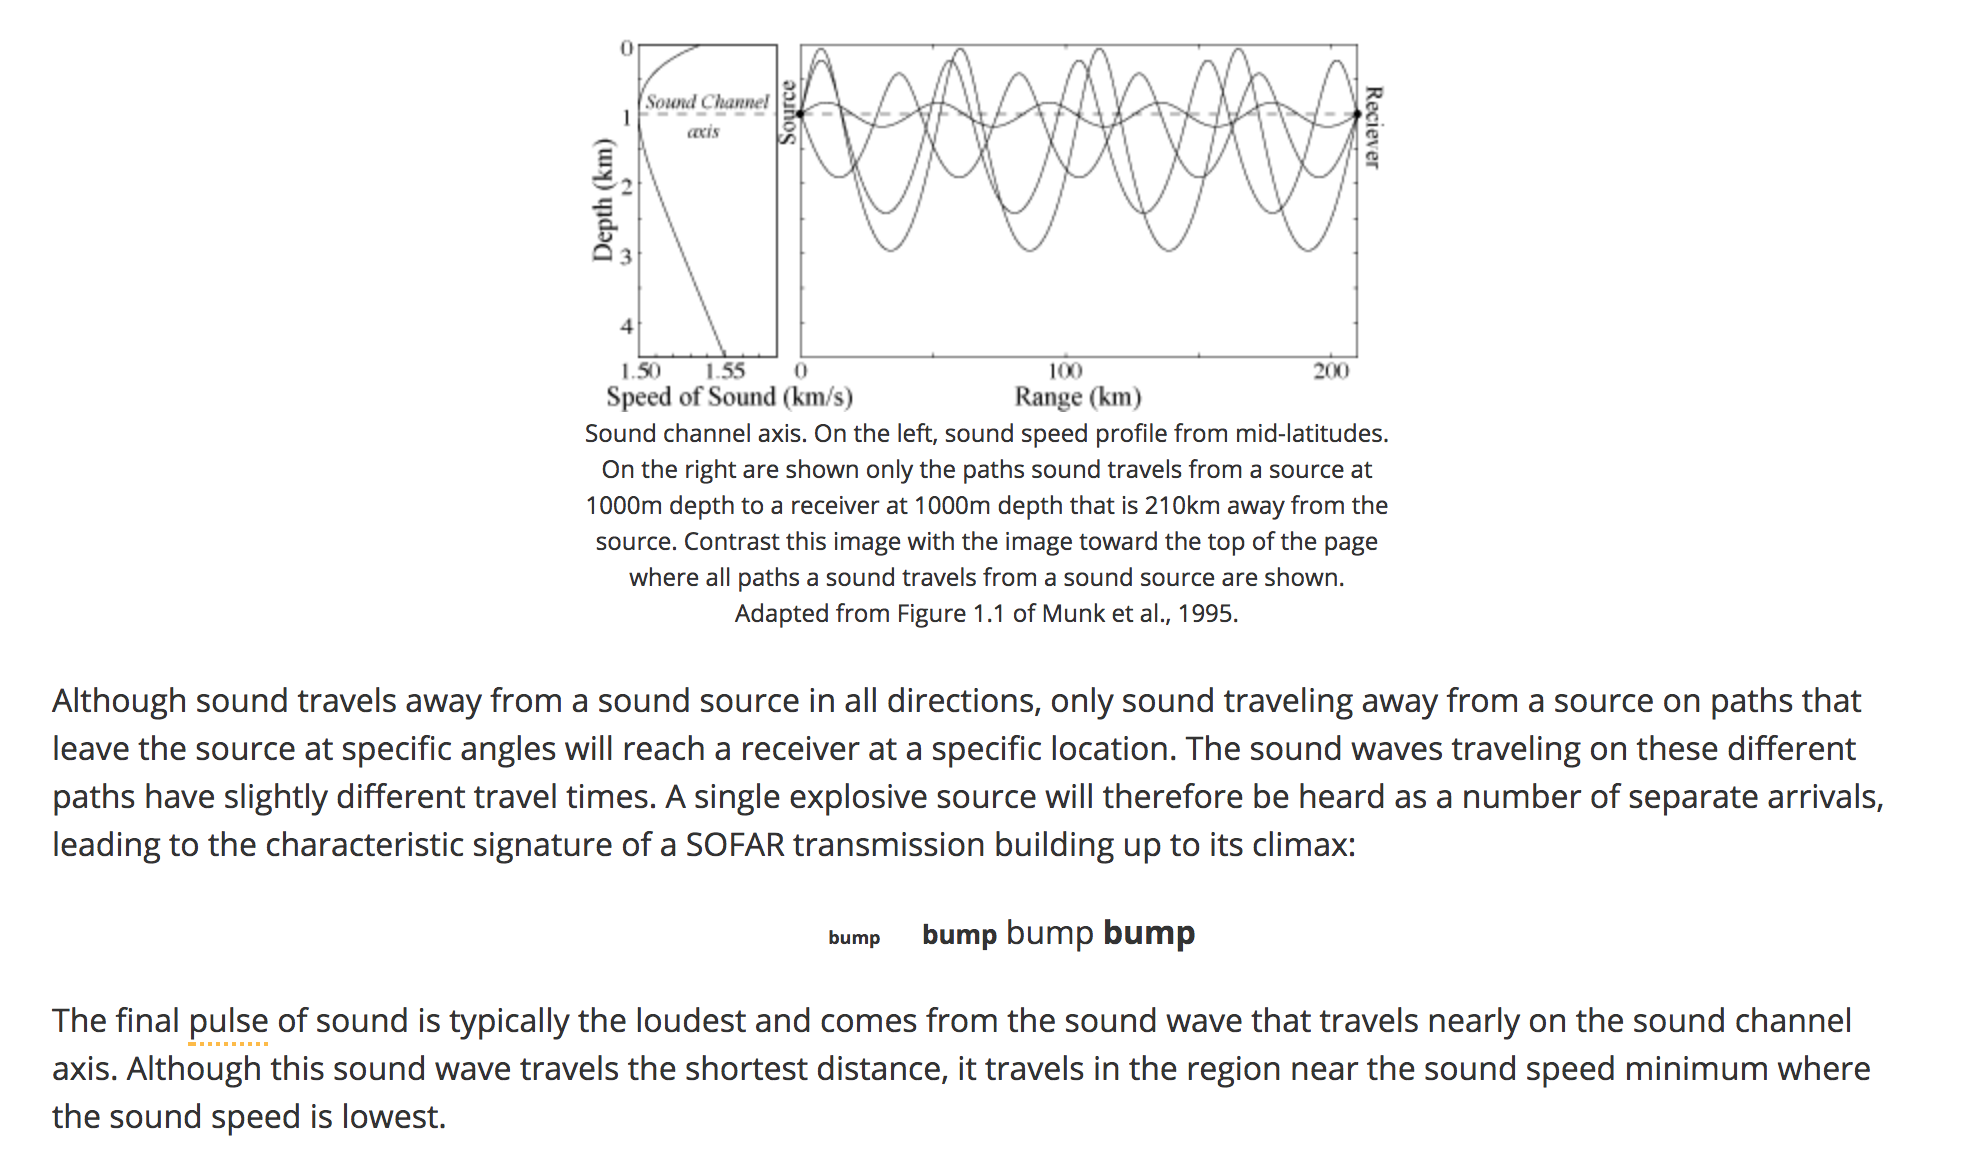 0
1
2
3
4
Depth (km)
Sound Channel
axis
1.50 1.55
Speed of Sound (km/s)
Source
Reciever
0 100 200
Range (km)
Sound channel axis. On the left, sound speed profile from mid-latitudes.
On the right are shown only the paths sound travels from a source at
1000m depth to a receiver at 1000m depth that is 210km away from the
source. Contrast this image with the image toward the top of the page
where all paths a sound travels from a sound source are shown.
Adapted from Figure 1.1 of Munk et al., 1995.
Although sound travels away from a sound source in all directions, only sound traveling away from a source on paths that
leave the source at specific angles will reach a receiver at a specific location. The sound waves traveling on these different
paths have slightly different travel times. A single explosive source will therefore be heard as a number of separate arrivals,
leading to the characteristic signature of a SOFAR transmission building up to its climax:
bump bump bump bump
The final pulse of sound is typically the loudest and comes from the sound wave that travels nearly on the sound channel
axis. Although this sound wave travels the shortest distance, it travels in the region near the sound speed minimum where
the sound speed is lowest.